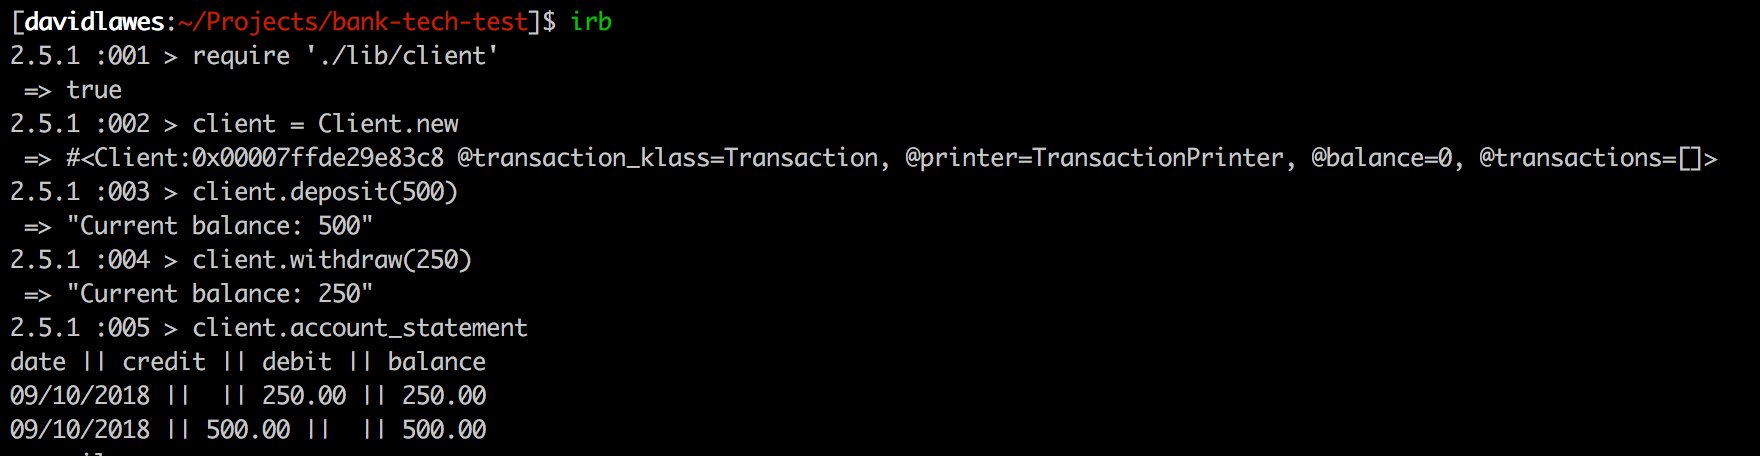 [davidlawes:~/Projects/bank-tech-test]$ irb
2.5.1 :001 > require './lib/client'
 => true
2.5.1 :002 > client = Client.new
 => #<Client:0x00007ffde29e83c8 @transaction_klass=Transaction, @printer=TransactionPrinter, @balance=0, @transactions=[]>
2.5.1 :003 > client.deposit(500)
 => "Current balance: 500"
2.5.1 :004 > client.withdraw(250)
 => "Current balance: 250"
2.5.1 :005 > client.account_statement
date || credit || debit || balance
09/10/2018 ||  || 250.00 || 250.00
09/10/2018 || 500.00 ||  || 500.00